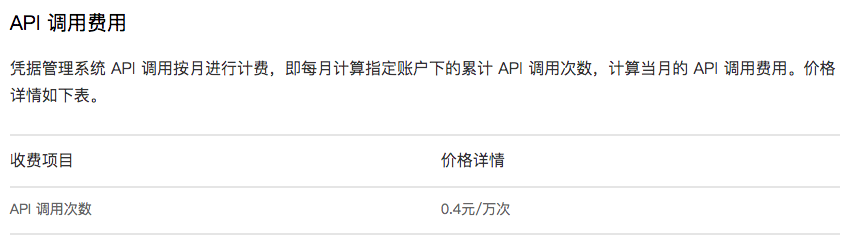 API 调用费用
凭据管理系统 API 调用按月进行计费，即每月计算指定账户下的累计 API 调用次数，计算当月的 API 调用费用。价格
详情如下表。
收费项目 价格详情
API 调用次数 0.4元/万次